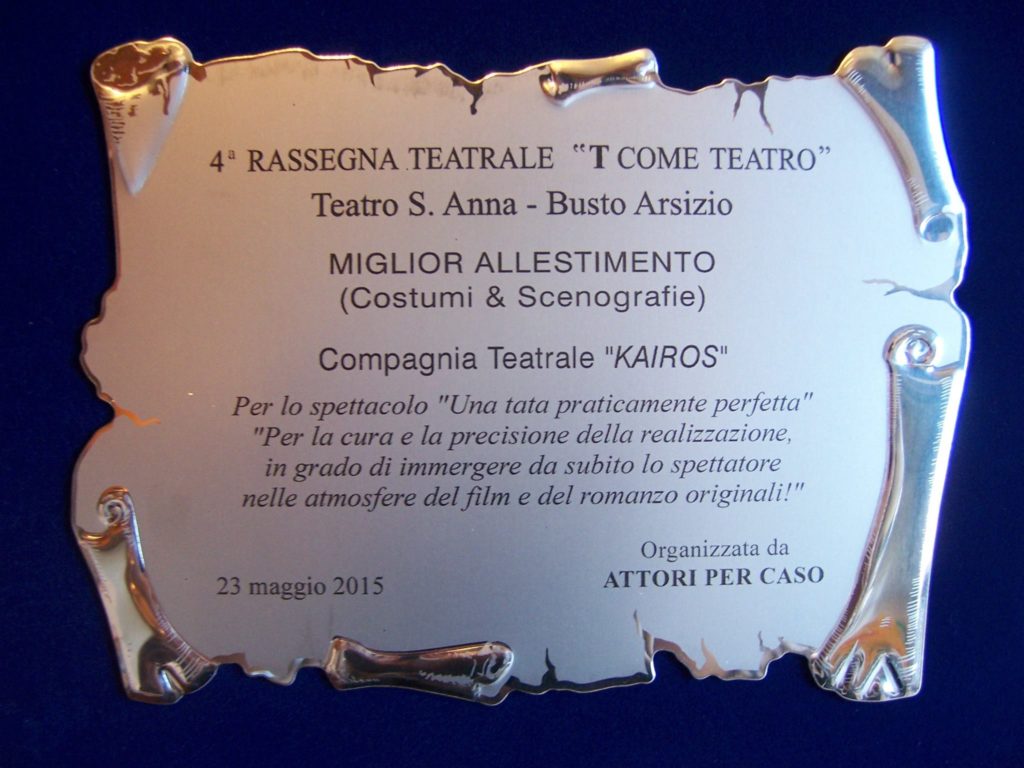 4ª RASSEGNA TEATRALE “T COME TEATRO”
Teatro S. Anna - Busto Arsizio
MIGLIOR ALLESTIMENTO
(Costumi & Scenografie)
Compagnia Teatrale "KAIROS"
Per lo spettacolo "Una tata praticamente perfetta"
"Per la cura e la precisione della realizzazione,
in grado di immergere da subito lo spettatore
nelle atmosfere del film e del romanzo originali!"
Organizzata da
ATTORI PER CASO
23 maggio 2015